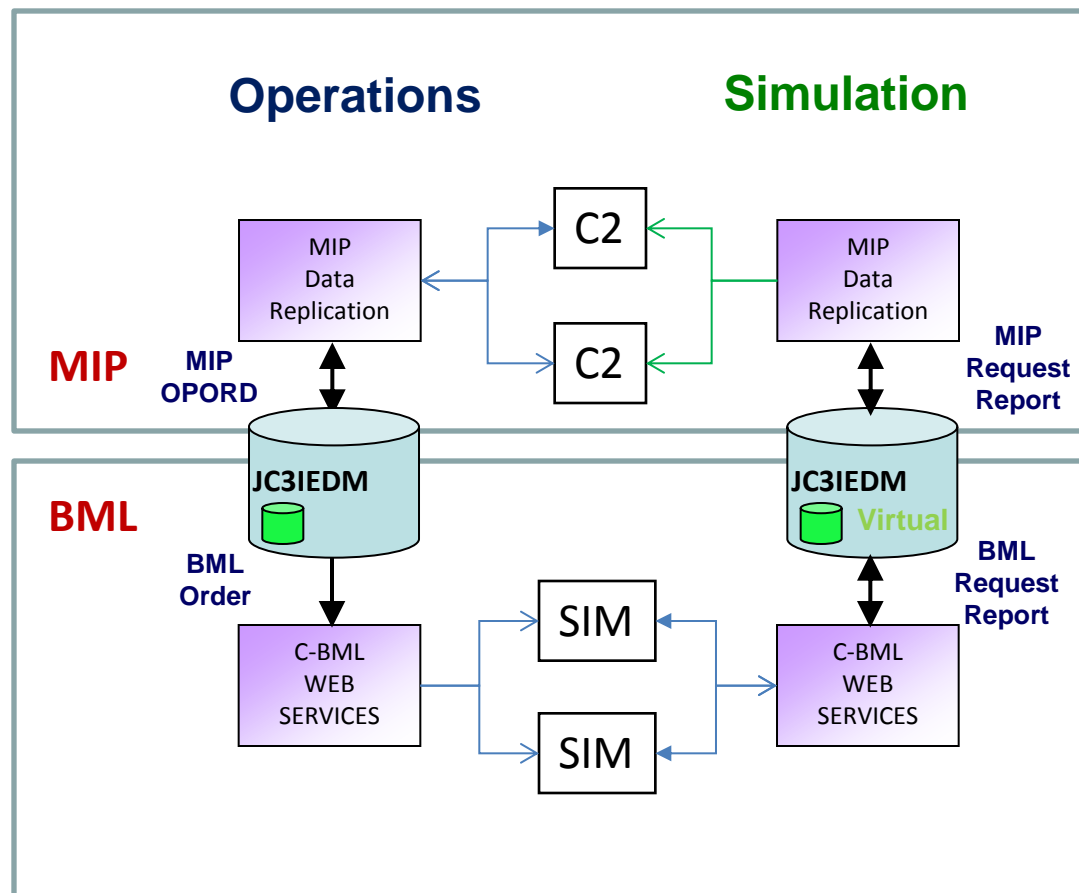 Operations
Simulation
C2
MIP
Data
Replication
MIP
Data
Replication
C2
MIP
MIP
OPORD
MIP
Request
Report
JC3IEDM
JC3IEDM
Virtual
BML
BML
Order
BML
Request
Report
SIM
C-BML
WEB
SERVICES
C-BML
WEB
SERVICES
SIM